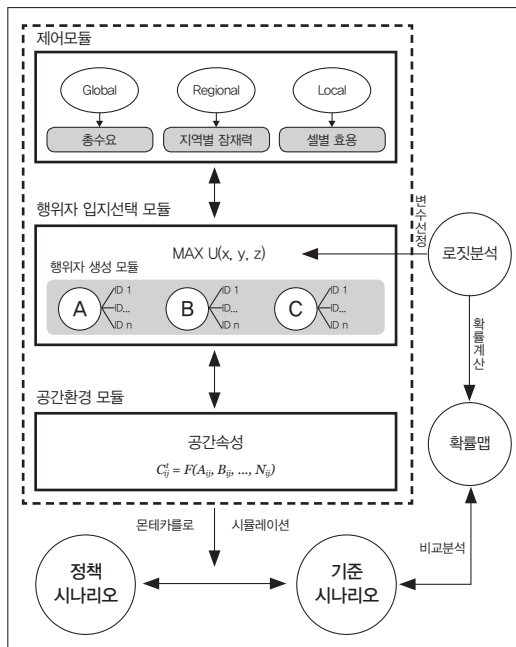 제어모듈
Global Regional Local
총수요 지역별 잠재력 셀별 효용
행위자 입지선택 모듈
변수선정
로짓분석
MAX U(x, y, z)
행위자 생성 모듈
A ID 1 ID... ID n
B ID 1 ID... ID n
C ID 1 ID... ID n
확률계산
공간환경 모듈
공간속성
C^t_ij = F(A_ij, B_ij, ..., N_ij)
확률맵
몬테카를로 시뮬레이션
비교분석
정책
시나리오
기준
시나리오